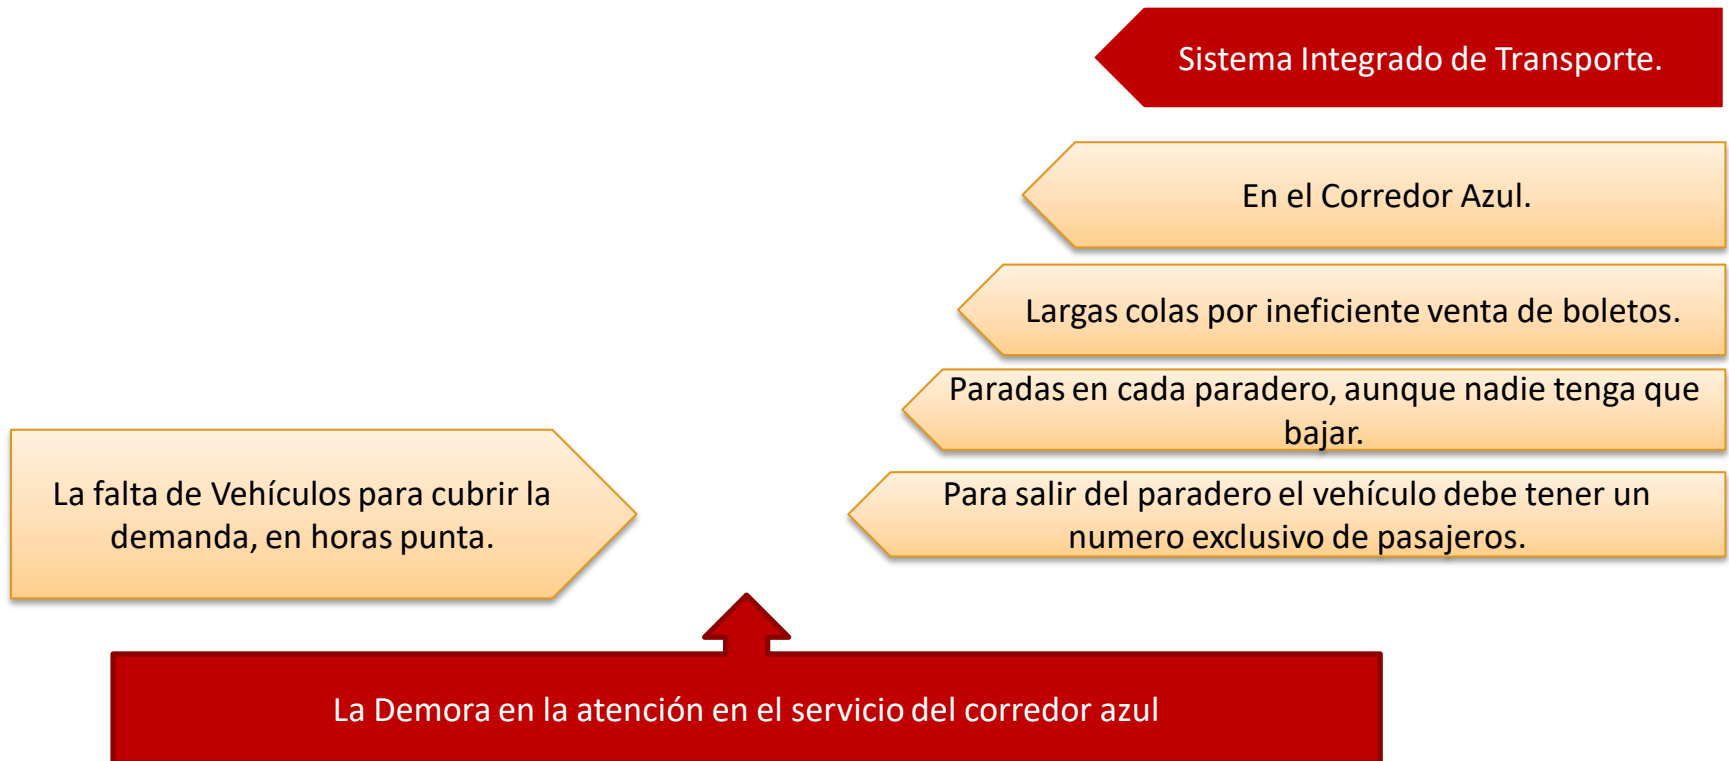 Sistema Integrado de Transporte.
En el Corredor Azul.
Largas colas por ineficiente venta de boletos.
Paradas en cada paradero, aunque nadie tenga que
bajar.
La falta de Vehículos para cubrir la
demanda, en horas punta.
Para salir del paradero el vehículo debe tener un
numero exclusivo de pasajeros.
La Demora en la atención en el servicio del corredor azul